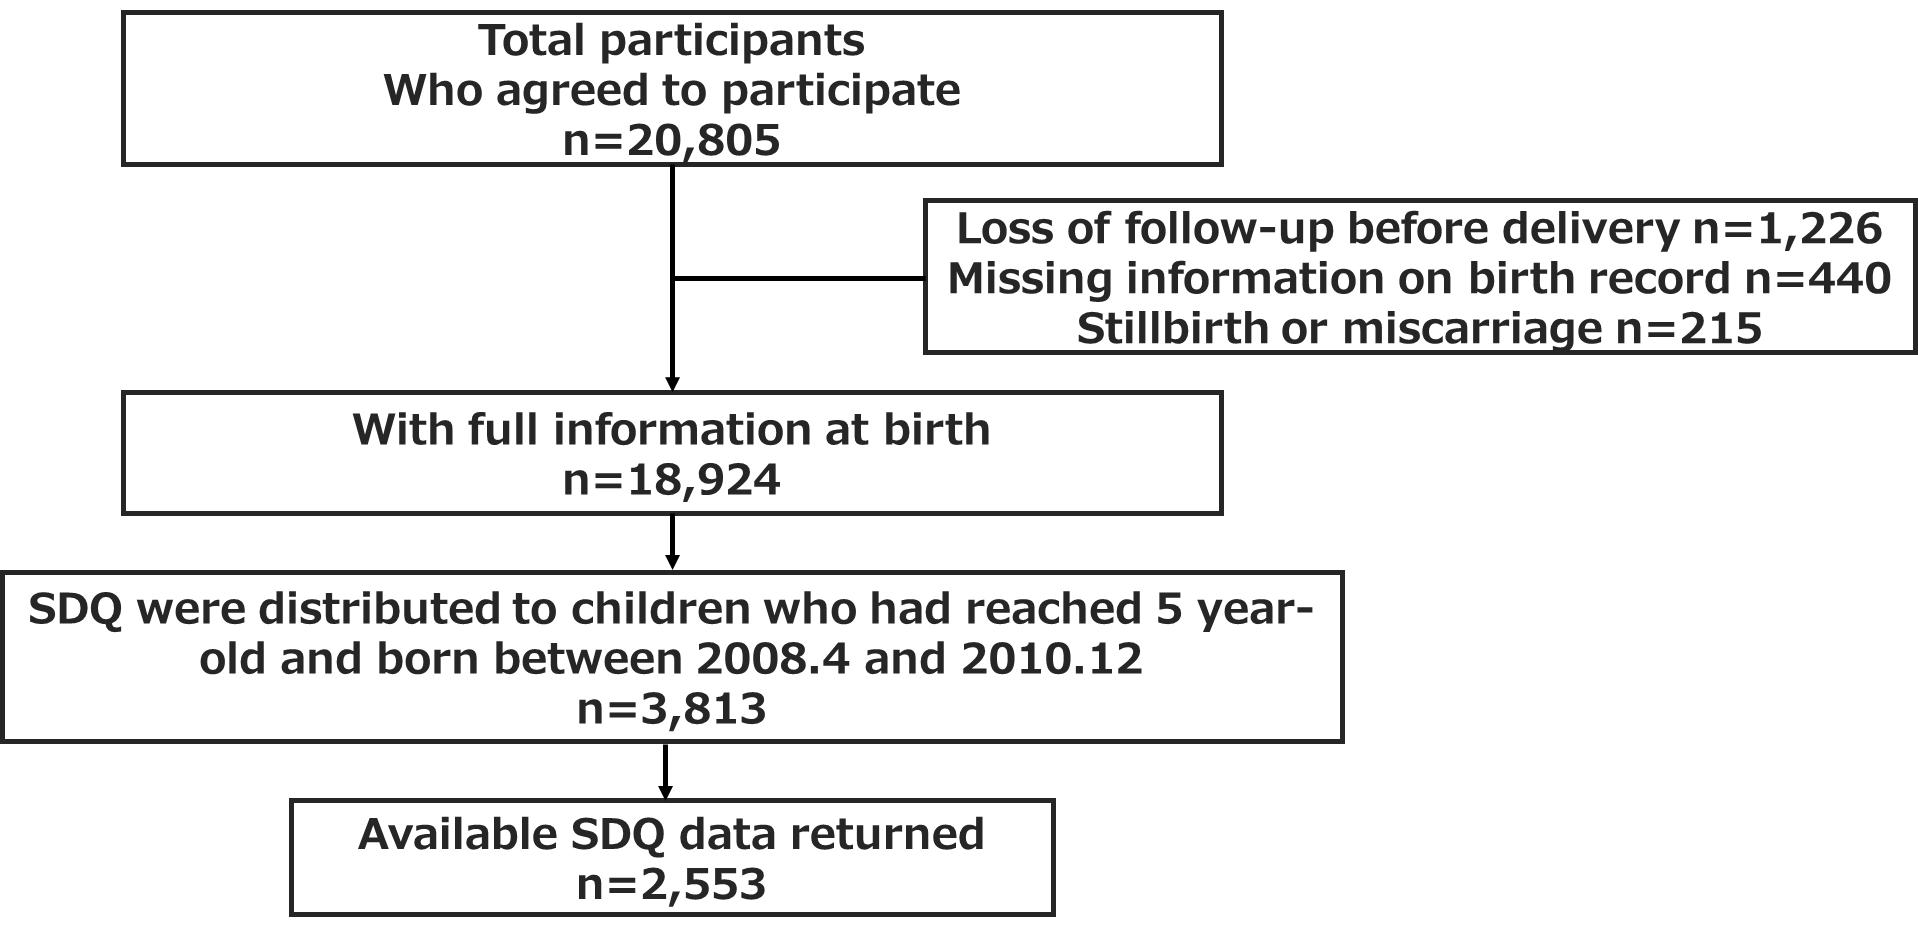 Total participants
Who agreed to participate
n=20,805
Loss of follow-up before delivery n=1,226
Missing information on birth record n=440
Stillbirth or miscarriage n=215
With full information at birth
n=18,924
SDQ were distributed to children who had reached 5 year-
old and born between 2008.4 and 2010.12
n=3,813
Available SDQ data returned
n=2,553